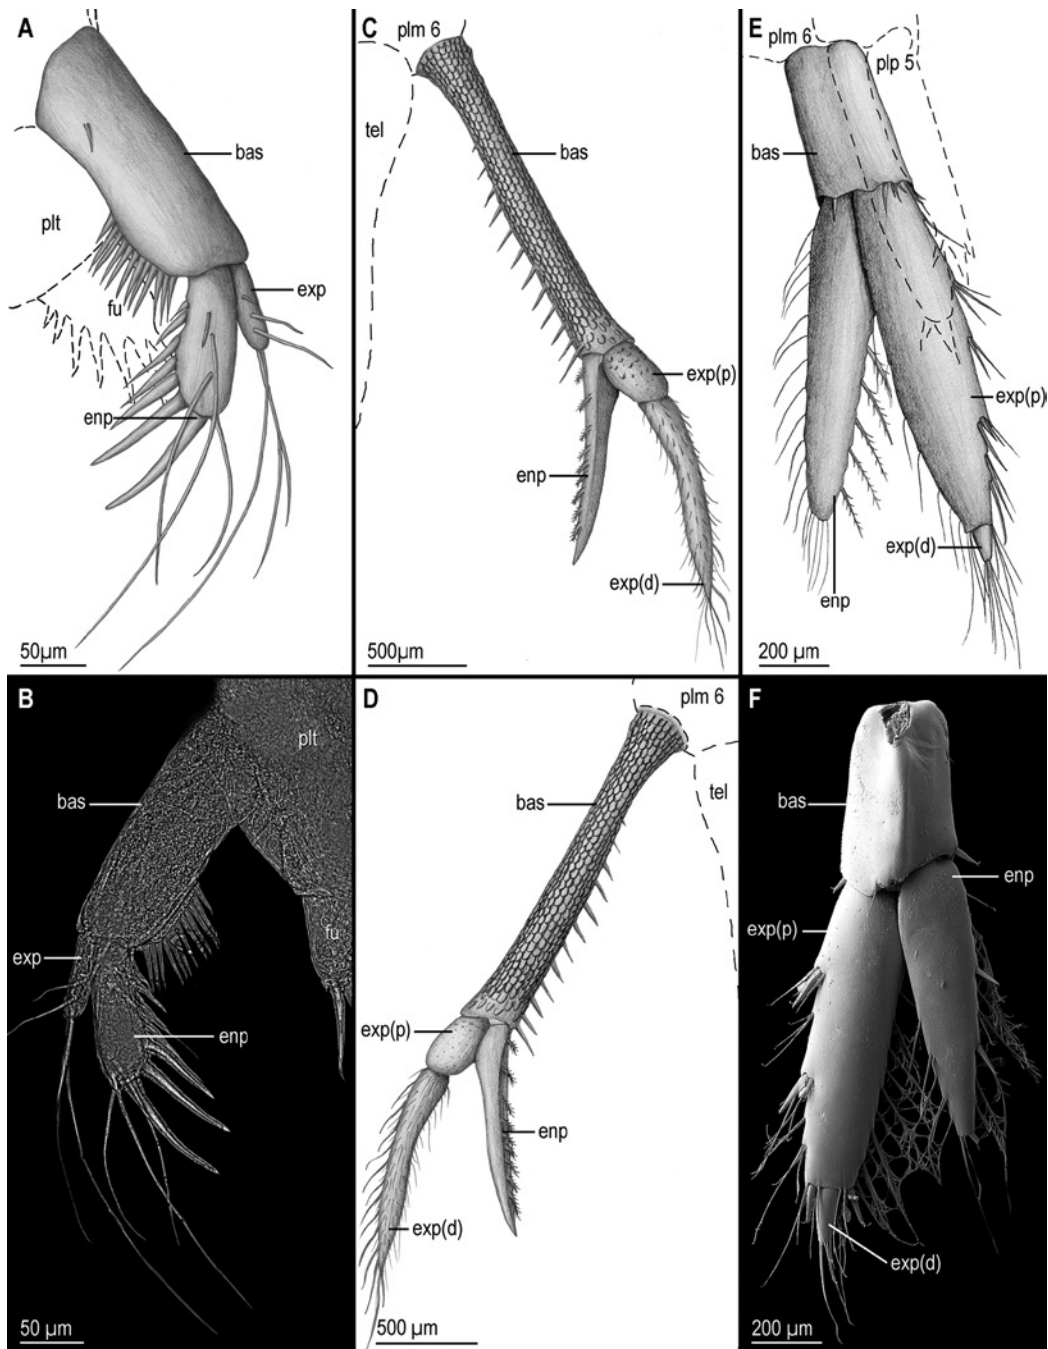 A
bas
plt
fu
exp
enp
50µm
B
plt
bas
fu
exp
enp
50 µm
C
plm 6
tel
bas
exp(p)
enp
exp(d)
500µm
D
plm 6
tel
bas
exp(p)
enp
exp(d)
500 µm
E
plm 6
plp 5
bas
exp(p)
exp(d)
enp
200 µm
F
bas
enp
exp(p)
exp(d)
200 µm